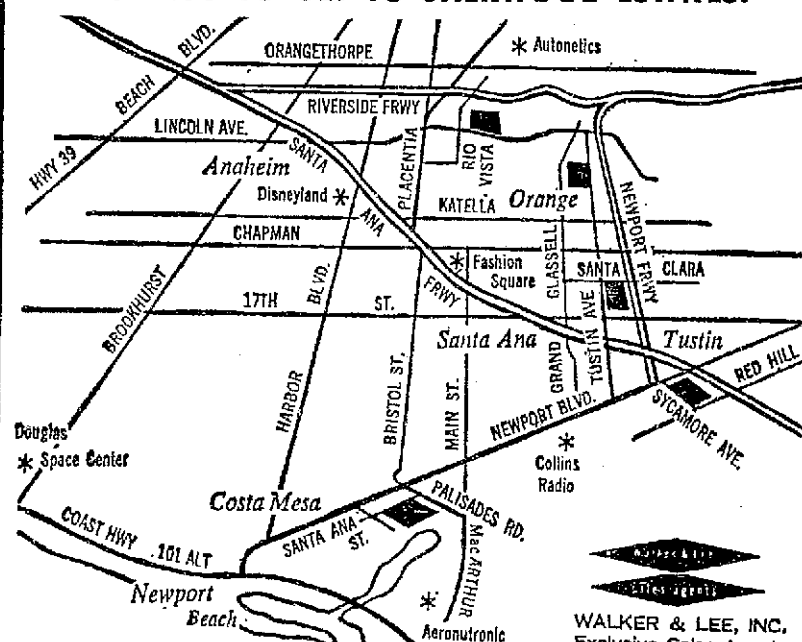 ORANGETHORPE
* Autonetics
BEACH BLVD.
RIVERSIDE FRWY
LINCOLN AVE.
HWY 39
Anaheim
SANTA ANA FRWY
PLACENTIA
RIO VISTA
Disneyland *
KATELLA
Orange
NEWPORT FRWY
CHAPMAN
* Fashion Square
GLASSELL
SANTA CLARA
BROOKHURST
17TH ST.
HARBOR BLVD.
Santa Ana
Tustin
BRISTOL ST.
MAIN ST.
GRAND
TUSTIN AVE
RED HILL
NEWPORT BLVD.
SYCAMORE AVE.
Douglas
* Space Center
* Collins Radio
Costa Mesa
PALISADES RD.
SANTA ANA ST.
COAST HWY 101 ALT
MacARTHUR
Newport Beach
* Aeronutronic
WALKER & LEE, INC.